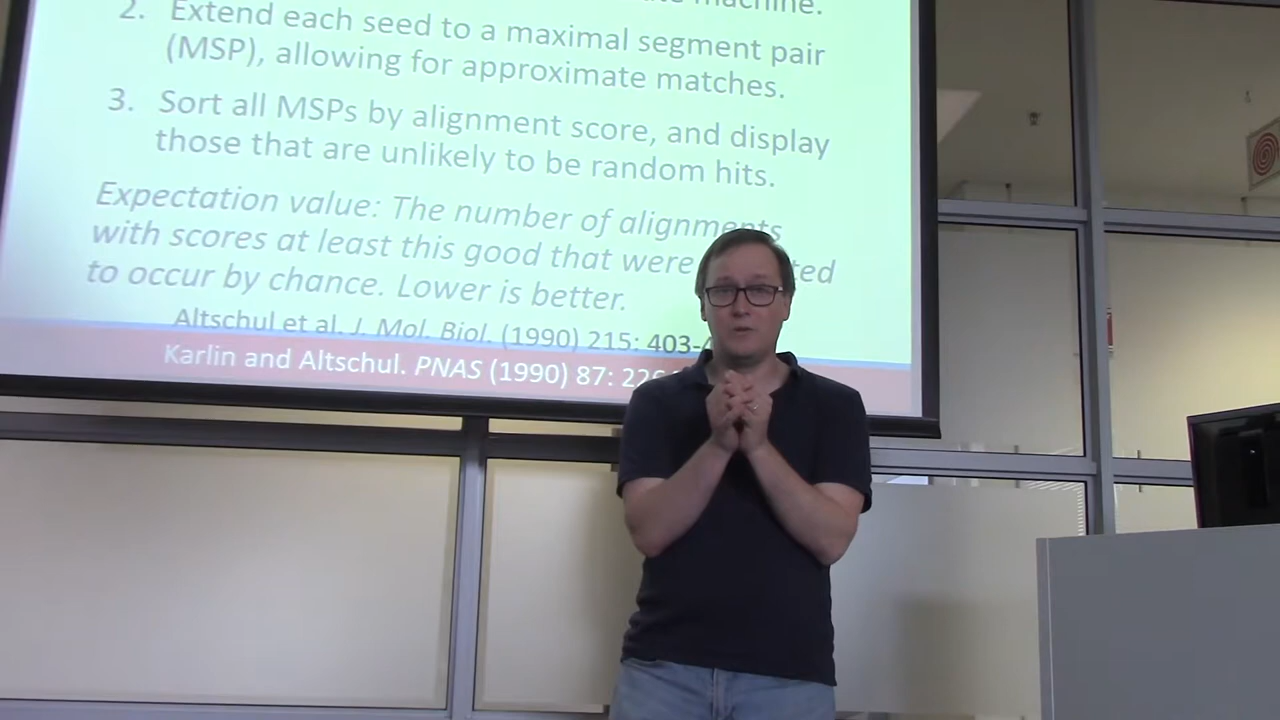 machine.
2. Extend each seed to a maximal segment pair
(MSP), allowing for approximate matches.
3. Sort all MSPs by alignment score, and display
those that are unlikely to be random hits.
Expectation value: The number of alignments
with scores at least this good that were
to occur by chance. Lower is better.
Altschul et al. J. Mol. Biol. (1990) 215: 403-
Karlin and Altschul. PNAS (1990) 87: